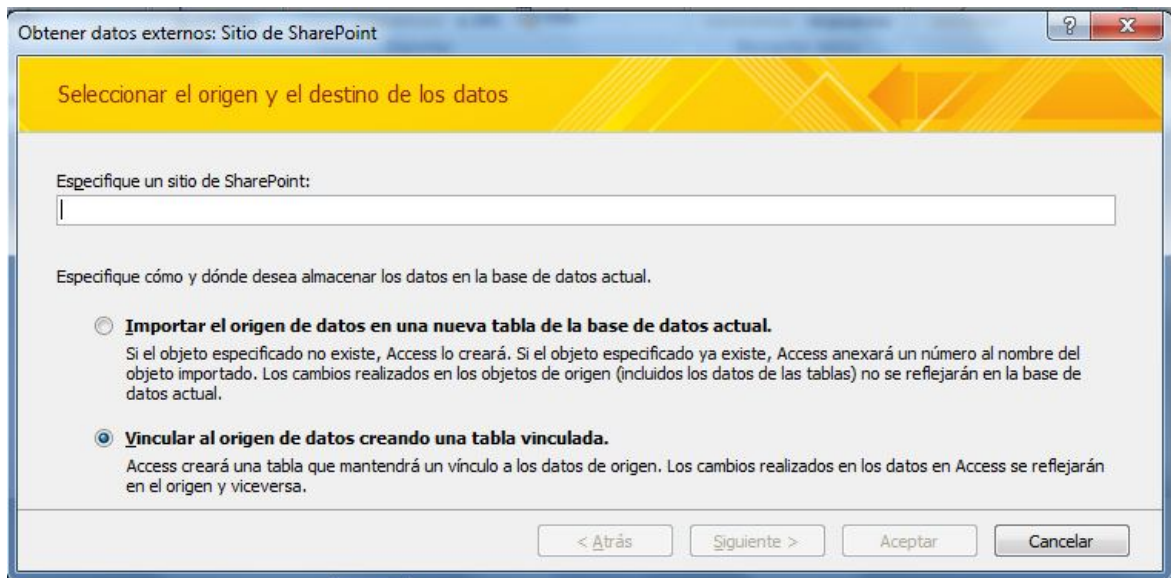 Obtener datos externos: Sitio de SharePoint
Seleccionar el origen y el destino de los datos
Especifique un sitio de SharePoint:
Especifique cómo y dónde desea almacenar los datos en la base de datos actual.
Importar el origen de datos en una nueva tabla de la base de datos actual.
Si el objeto especificado no existe, Access lo creará. Si el objeto especificado ya existe, Access anexará un número al nombre del
objeto importado. Los cambios realizados en los objetos de origen (incluidos los datos de las tablas) no se reflejarán en la base de
datos actual.
Vincular al origen de datos creando una tabla vinculada.
Access creará una tabla que mantendrá un vínculo a los datos de origen. Los cambios realizados en los datos en Access se reflejarán
en el origen y viceversa.
< Atrás Siguiente > Aceptar Cancelar